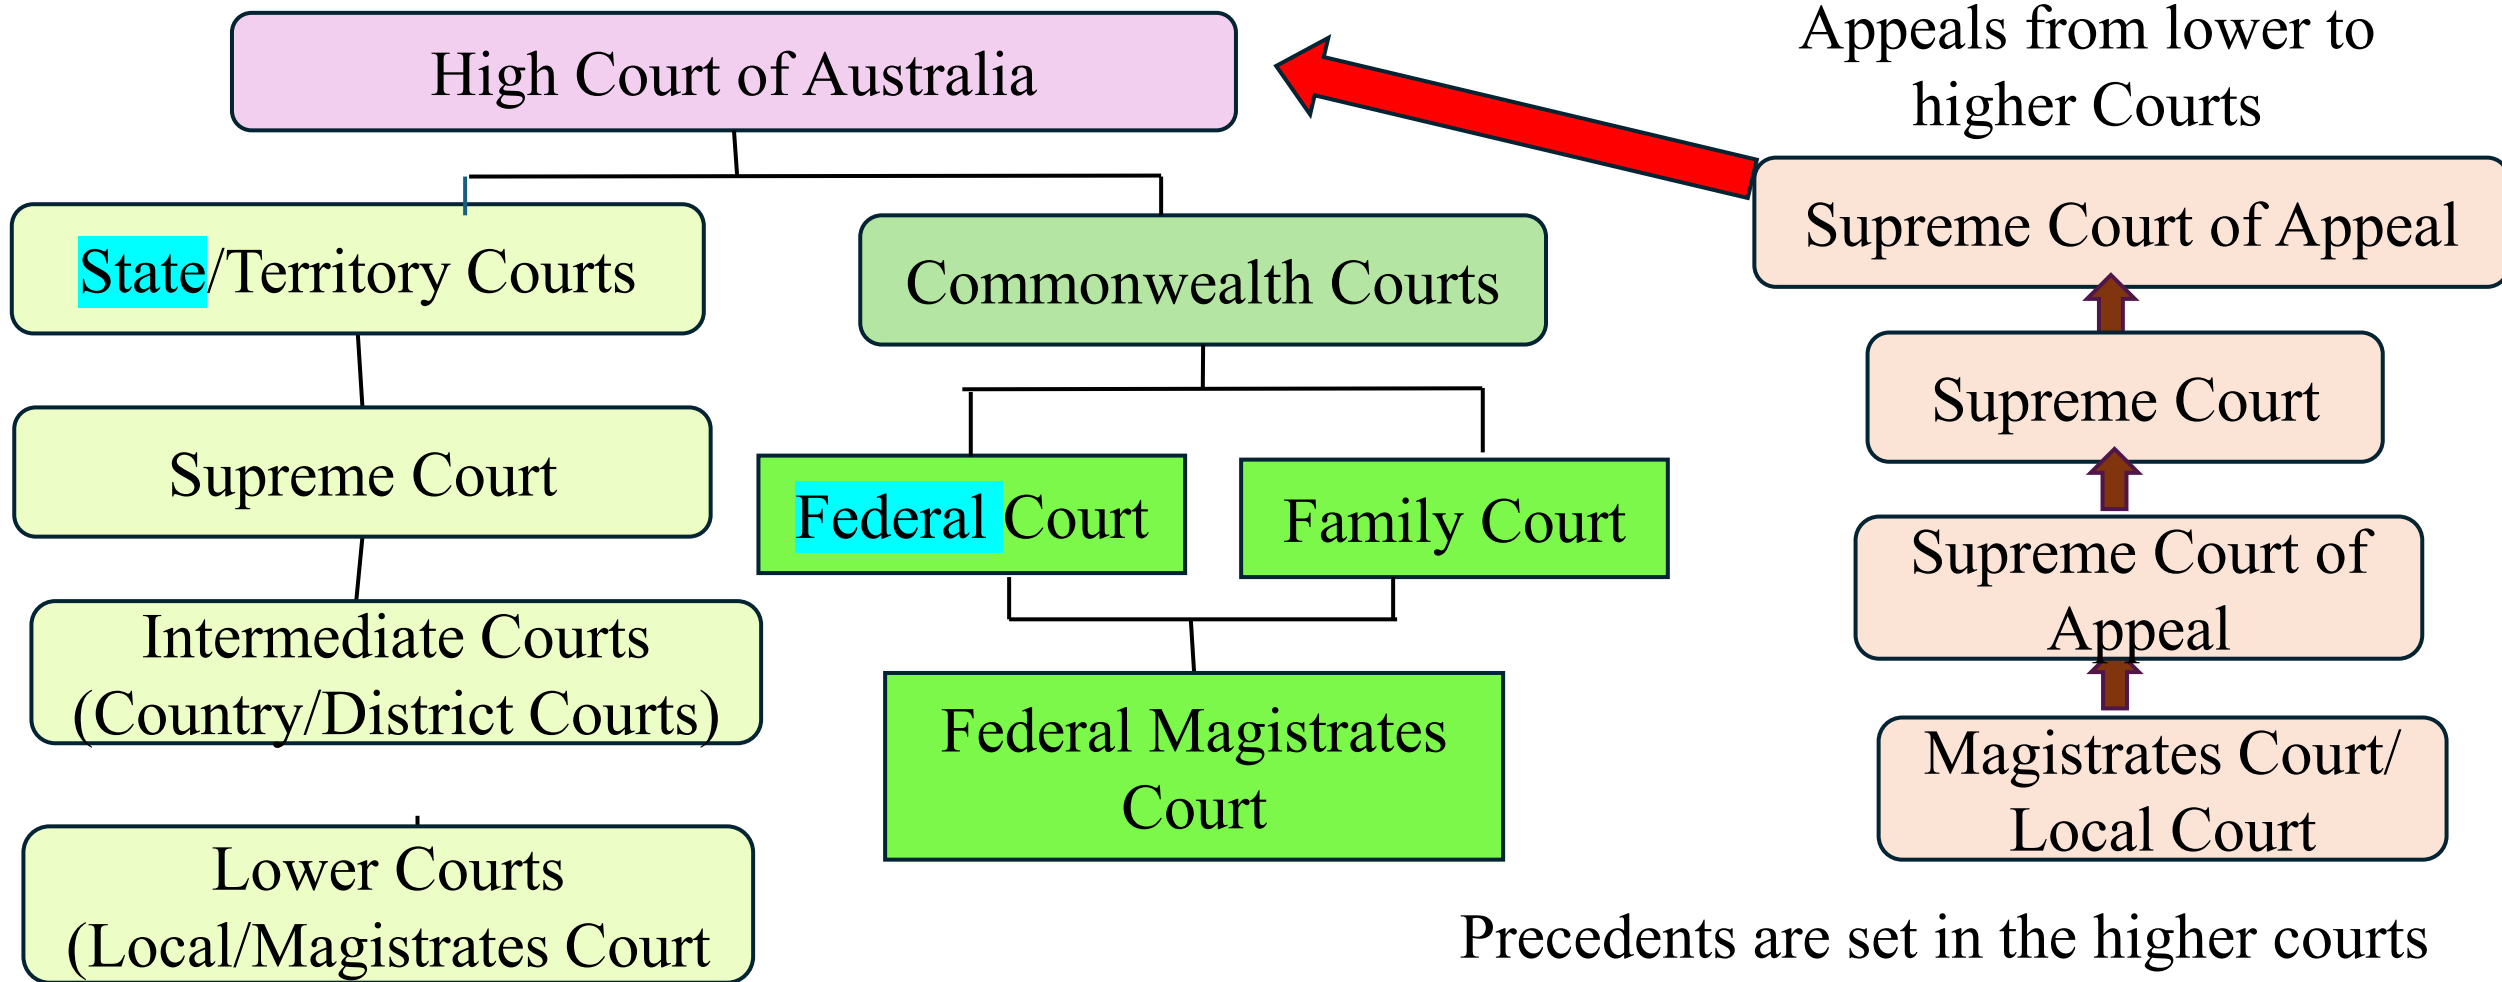 High Court of Australia
Appeals from lower to
higher Courts
State/Territory Courts
Commonwealth Courts
Supreme Court of Appeal
Supreme Court
Supreme Court
Federal Court
Family Court
Supreme Court of
Appeal
Intermediate Courts
(Country/District Courts)
Federal Magistrates
Court
Magistrates Court/
Local Court
Lower Courts
(Local/Magistrates Court
Precedents are set in the higher courts